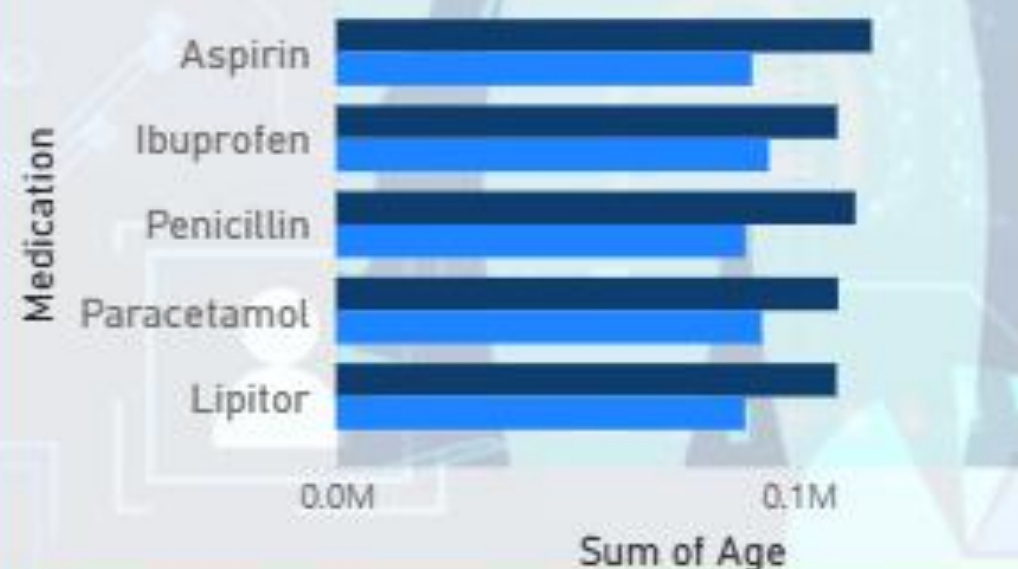 Medication
Aspirin
Ibuprofen
Penicillin
Paracetamol
Lipitor
0.0M 0.1M
Sum of Age